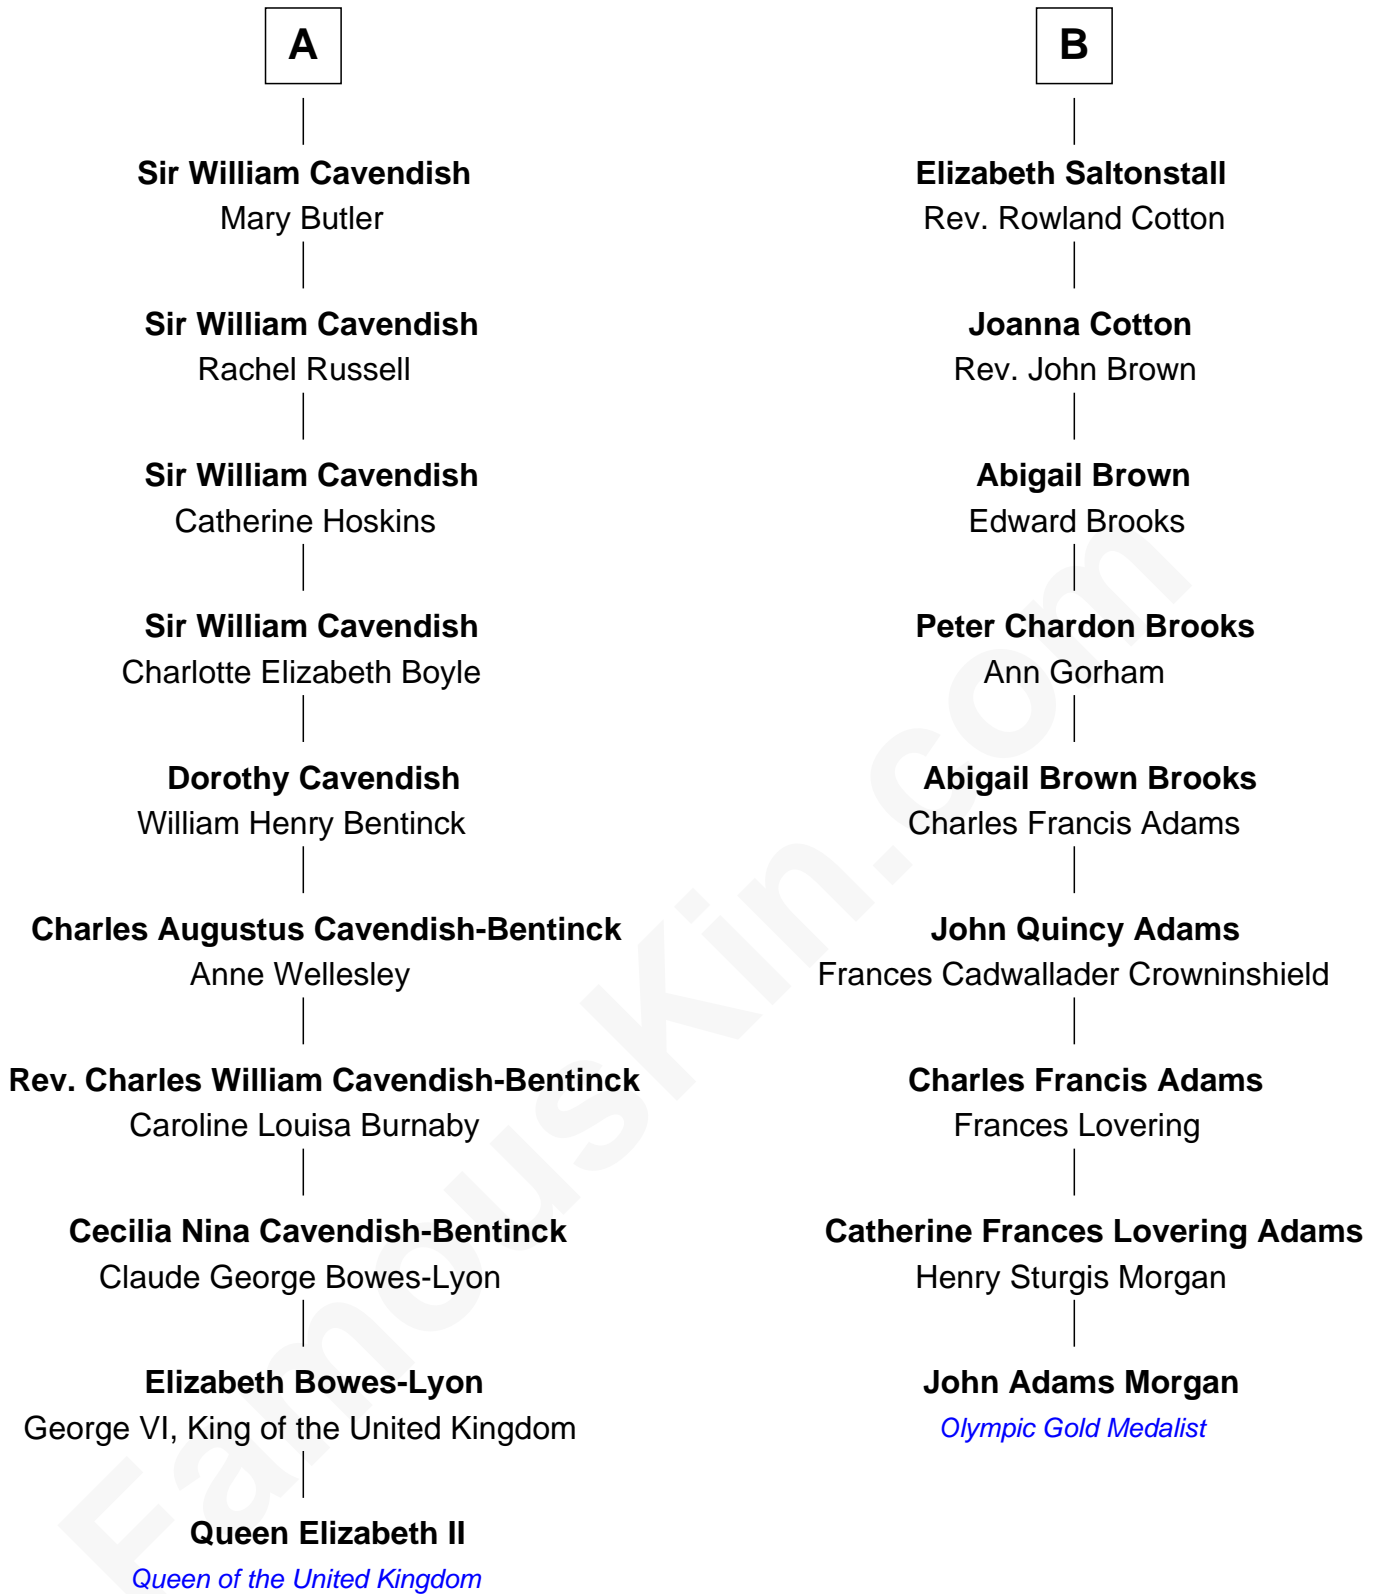 A
Sir William Cavendish
Mary Butler
Sir William Cavendish
Rachel Russell
Sir William Cavendish
Catherine Hoskins
Sir William Cavendish
Charlotte Elizabeth Boyle
Dorothy Cavendish
William Henry Bentinck
Charles Augustus Cavendish-Bentinck
Anne Wellesley
Rev. Charles William Cavendish-Bentinck
Caroline Louisa Burnaby
Cecilia Nina Cavendish-Bentinck
Claude George Bowes-Lyon
Elizabeth Bowes-Lyon
George VI, King of the United Kingdom
Queen Elizabeth II
Queen of the United Kingdom
B
Elizabeth Saltonstall
Rev. Rowland Cotton
Joanna Cotton
Rev. John Brown
Abigail Brown
Edward Brooks
Peter Chardon Brooks
Ann Gorham
Abigail Brown Brooks
Charles Francis Adams
John Quincy Adams
Frances Cadwallader Crowninshield
Charles Francis Adams
Frances Lovering
Catherine Frances Lovering Adams
Henry Sturgis Morgan
John Adams Morgan
Olympic Gold Medalist
FamousKin.com